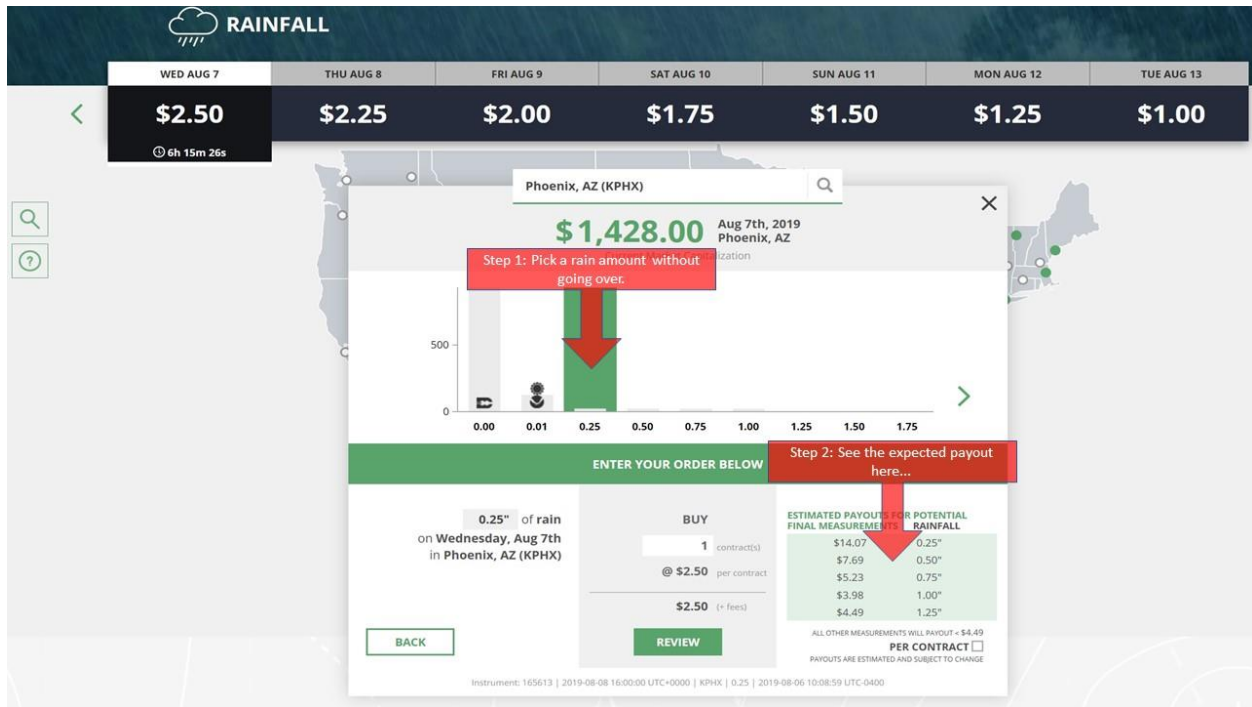 RAINFALL
WED AUG 7 THU AUG 8 FRI AUG 9 SAT AUG 10 SUN AUG 11 MON AUG 12 TUE AUG 13
$2.50 $2.25 $2.00 $1.75 $1.50 $1.25 $1.00
6h 15m 26s
Phoenix, AZ (KPHX)
$1,428.00 Aug 7th, 2019
Phoenix, AZ
Step 1: Pick a rain amount without
going over.
500
0
0.00 0.01 0.25 0.50 0.75 1.00 1.25 1.50 1.75
ENTER YOUR ORDER BELOW
Step 2: See the expected payout
here...
0.25" of rain
on Wednesday, Aug 7th
in Phoenix, AZ (KPHX)
BUY
1 contract(s)
@ $2.50 per contract
$2.50 (+ fees)
ESTIMATED PAYOUTS FOR POTENTIAL
FINAL MEASUREMENTS RAINFALL
$14.07 0.25"
$7.69 0.50"
$5.23 0.75"
$3.98 1.00"
$4.49 1.25"
ALL OTHER MEASUREMENTS WILL PAYOUT < $4.49
PER CONTRACT
PAYOUTS ARE ESTIMATED AND SUBJECT TO CHANGE
BACK
REVIEW
Instrument: 165613 | 2019-08-08 16:00:00 UTC+0000 | KPHX | 0.25 | 2019-08-06 10:08:59 UTC-0400